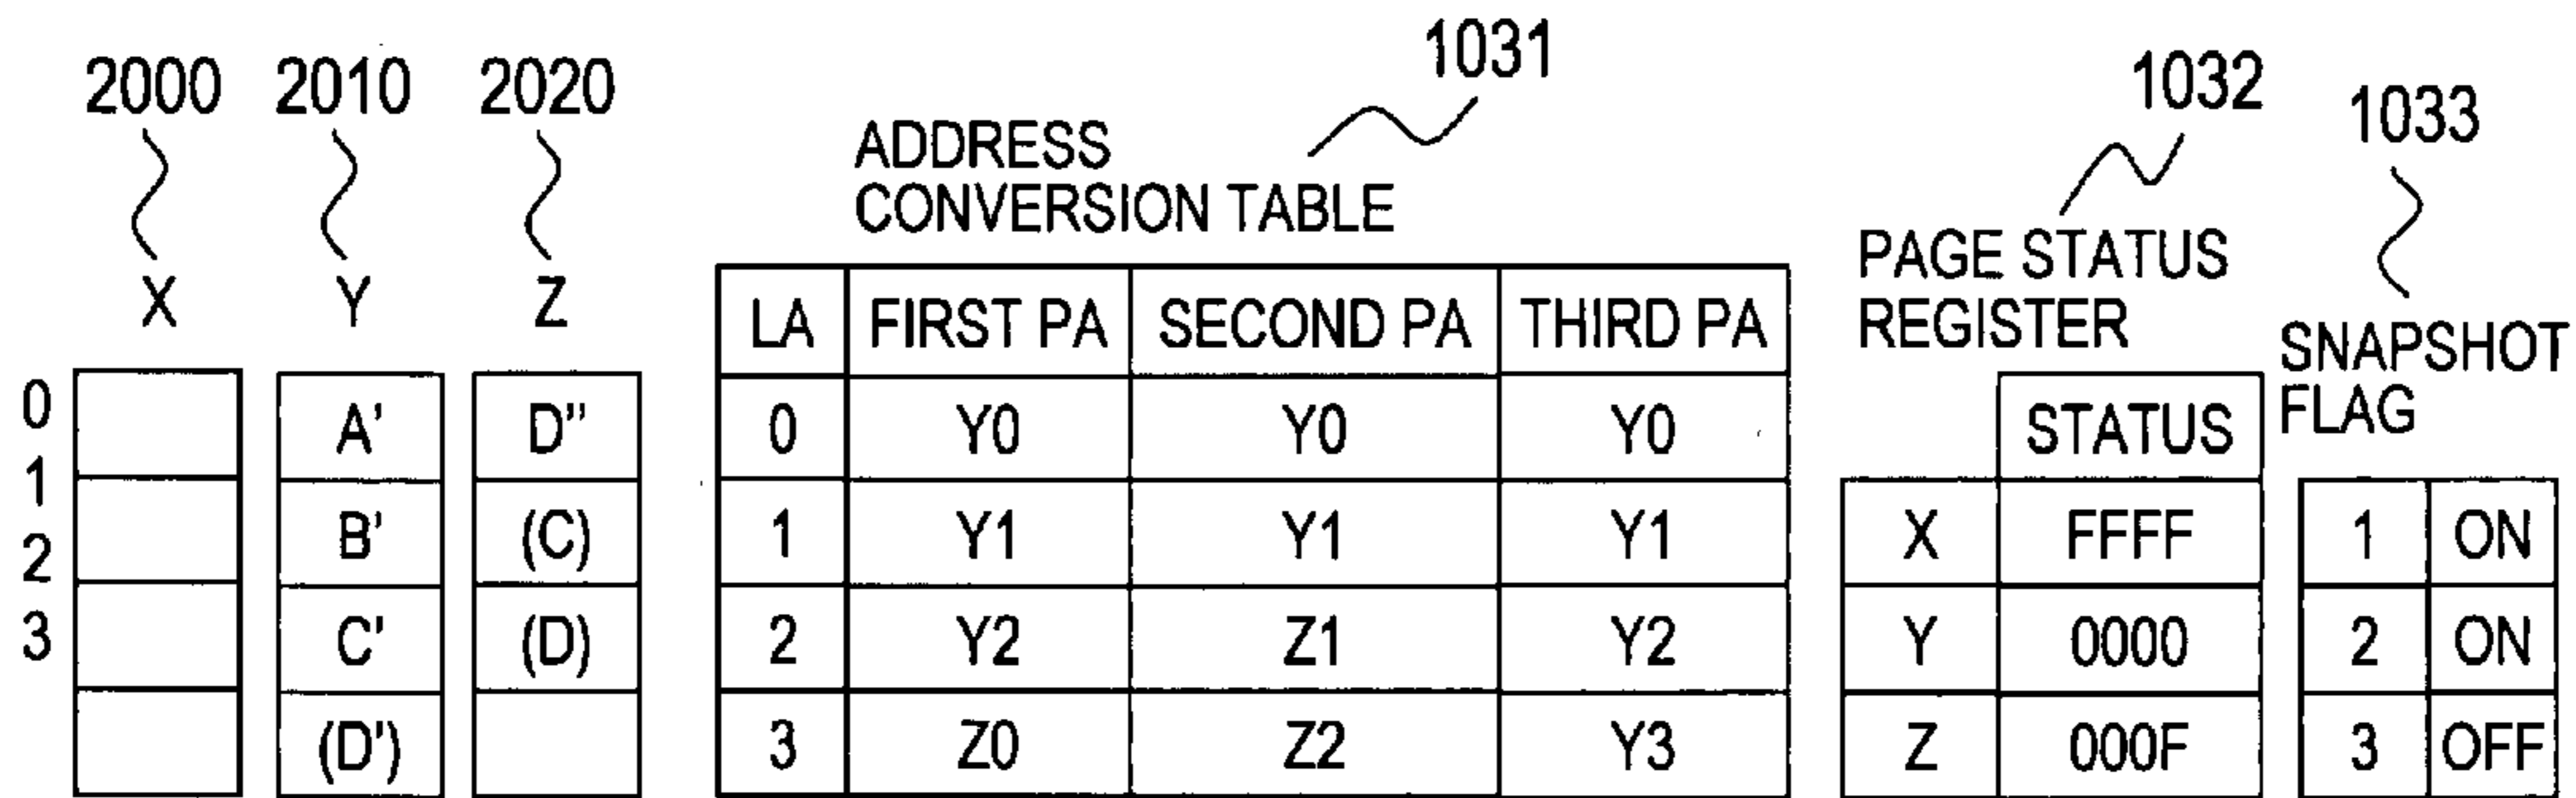 2000 2010 2020
X Y Z
0 A' D''
1 B' (C)
2 C' (D)
3 (D')
1031
ADDRESS
CONVERSION TABLE
LA FIRST PA SECOND PA THIRD PA
0 Y0 Y0 Y0
1 Y1 Y1 Y1
2 Y2 Z1 Y2
3 Z0 Z2 Y3
1032
PAGE STATUS
REGISTER
STATUS
X FFFF
Y 0000
Z 000F
1033
SNAPSHOT
FLAG
1 ON
2 ON
3 OFF